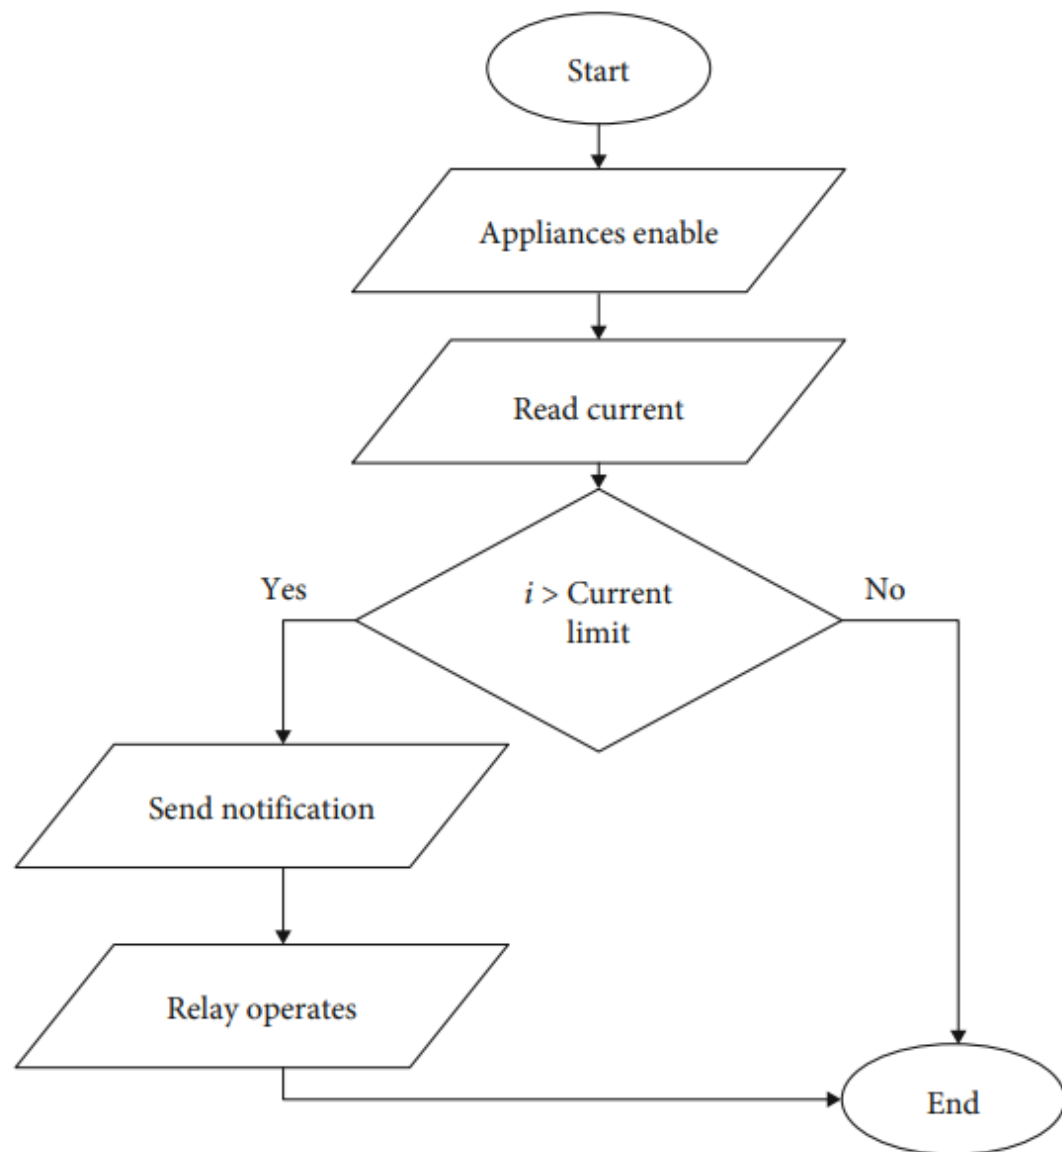 Start
Appliances enable
Read current
Yes
i > Current
limit
No
Send notification
Relay operates
End